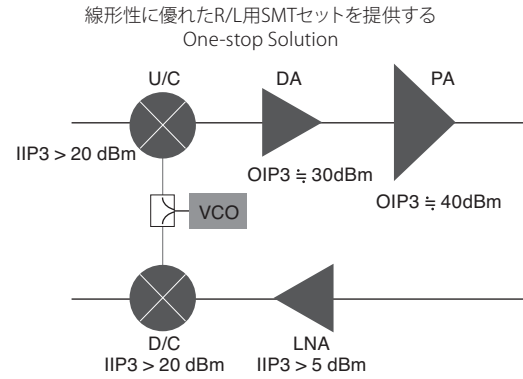 線形性に優れたR/L用SMTセットを提供する
One-stop Solution
U/C
DA
PA
IIP3 > 20 dBm
OIP3 ≒ 30dBm
OIP3 ≒ 40dBm
VCO
D/C
LNA
IIP3 > 20 dBm
IIP3 > 5 dBm